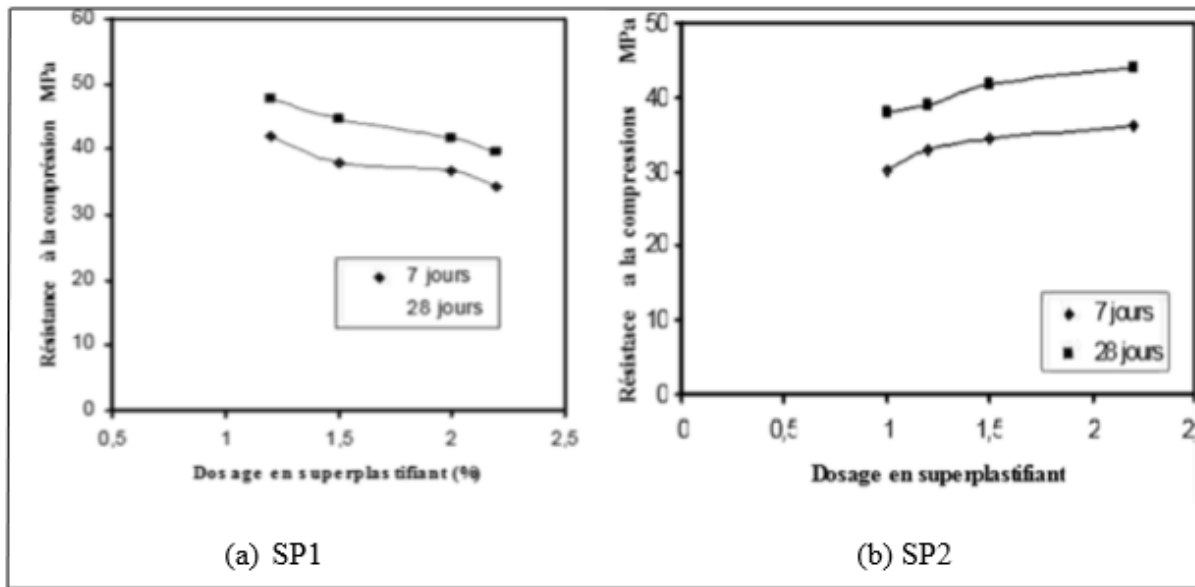 Résistance à la compréssion MPa
60
50
40
30
20
10
0
0,5
1
1,5
2
2,5
Dosage en superplastifiant (%)
7 jours
28 jours
(a) SP1
Résistace a la compressions MPa
50
40
30
20
10
0
0
0,5
1
1,5
2
Dosage en superplastifiant
7 jours
28 jours
(b) SP2